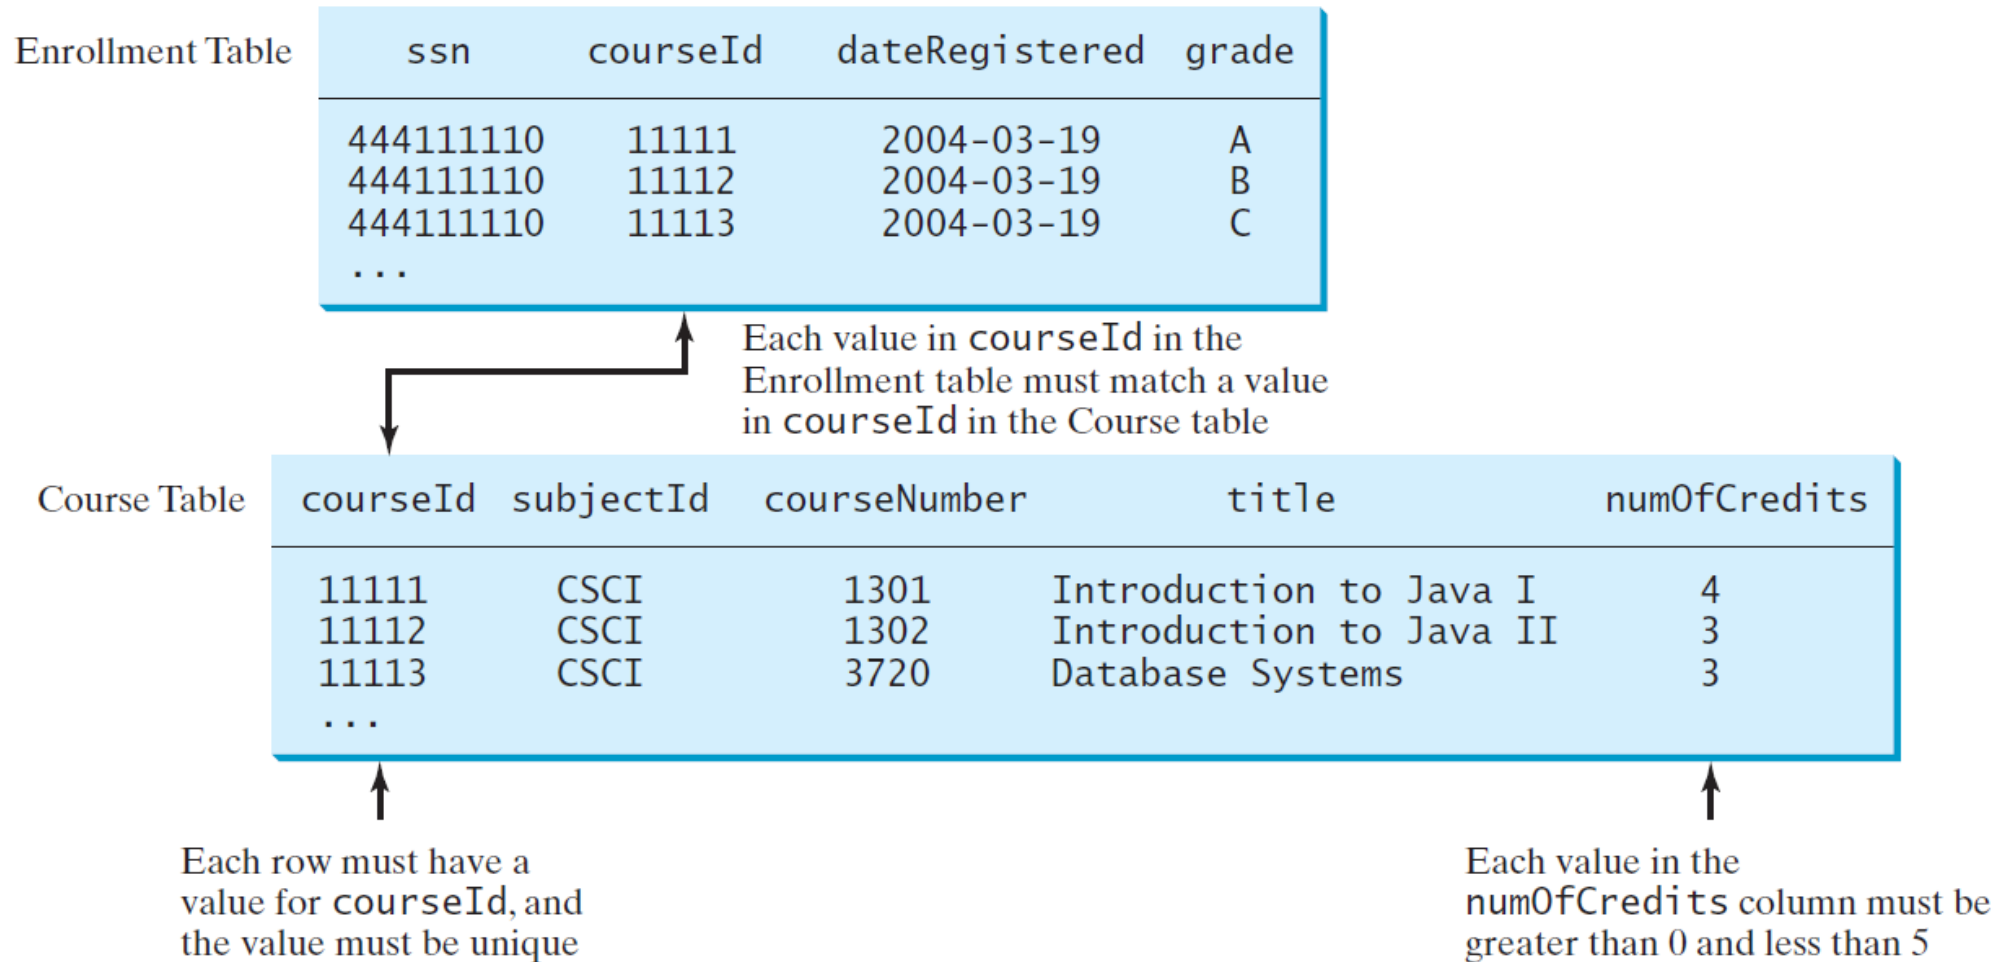 Enrollment Table ssn courseId dateRegistered grade
444111110 11111 2004-03-19 A
444111110 11112 2004-03-19 B
444111110 11113 2004-03-19 C
...
Each value in courseId in the
Enrollment table must match a value
in courseId in the Course table
Course Table courseId subjectId courseNumber title numOfCredits
11111 CSCI 1301 Introduction to Java I 4
11112 CSCI 1302 Introduction to Java II 3
11113 CSCI 3720 Database Systems 3
...
Each row must have a
value for courseId, and
the value must be unique
Each value in the
numOfCredits column must be
greater than 0 and less than 5